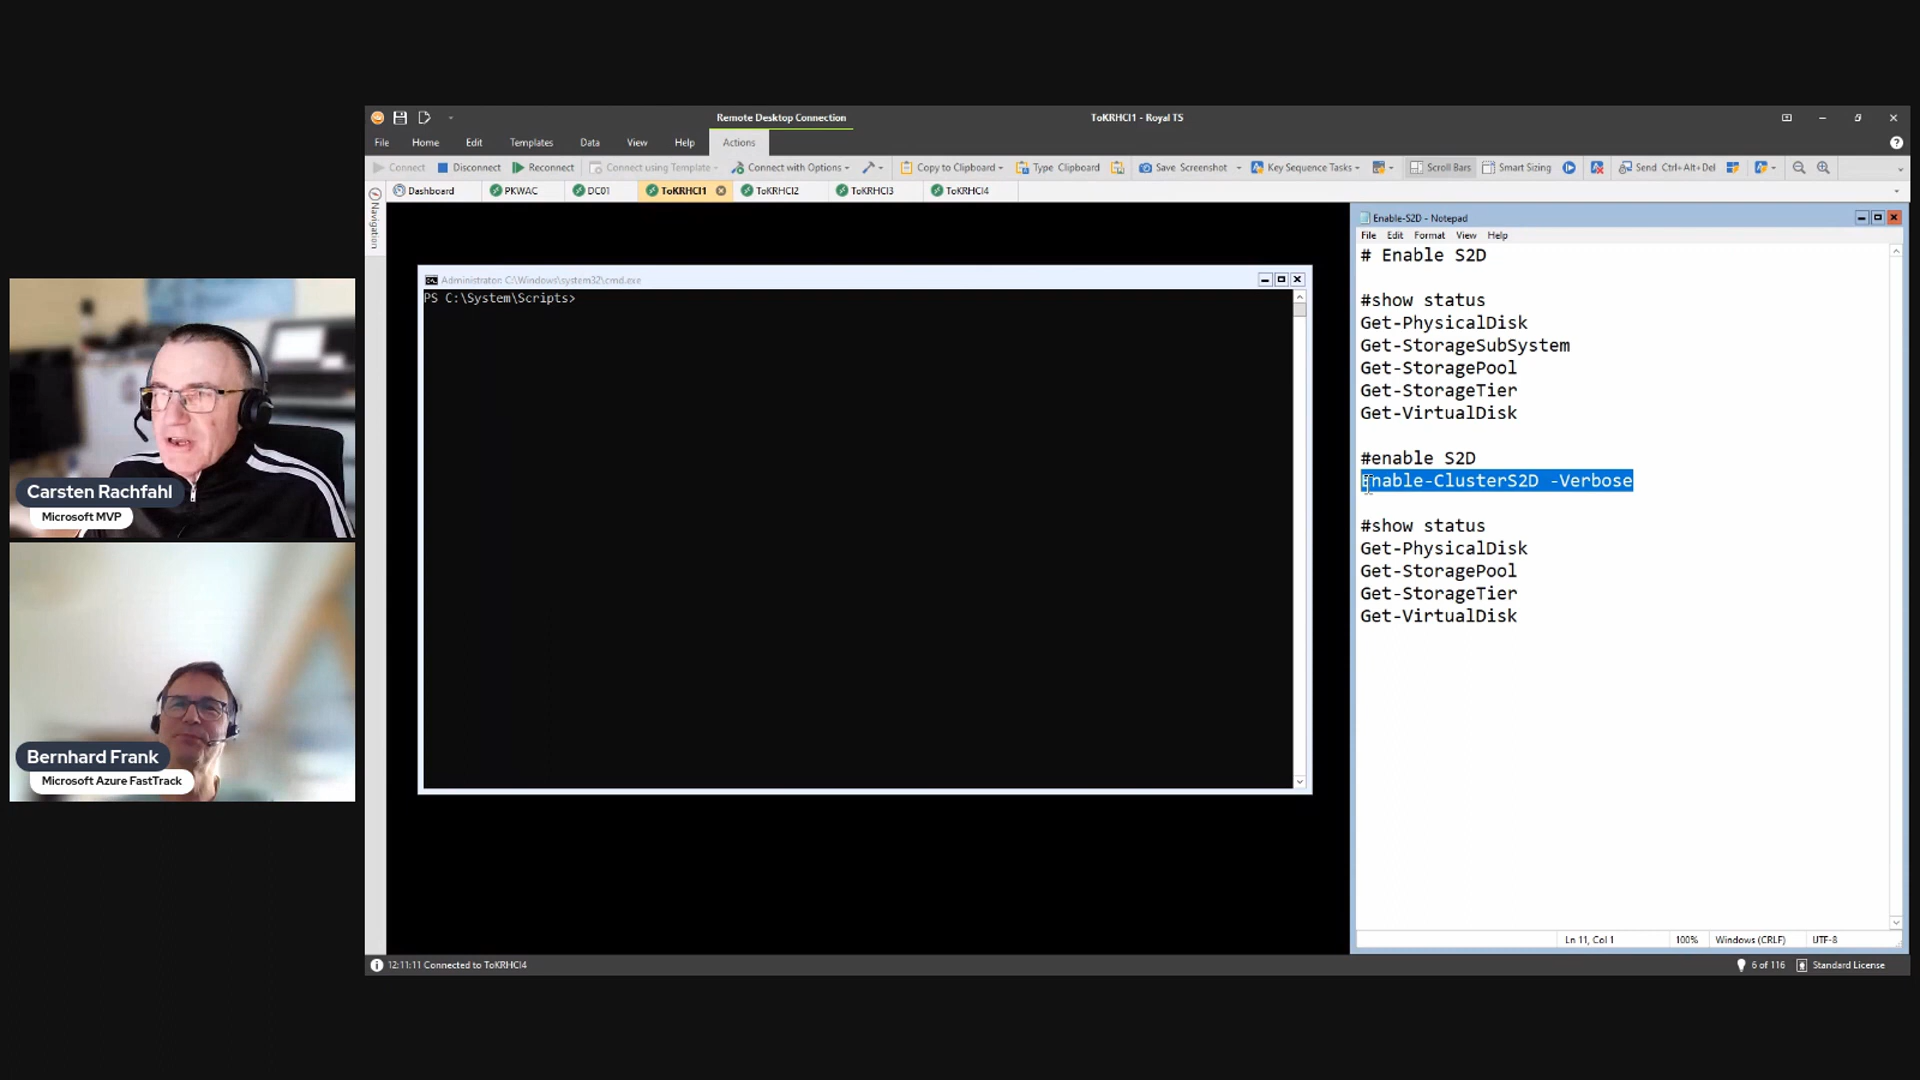 Remote Desktop Connection
ToKRHCI1 - Royal TS
File Home Edit Templates Data View Help Actions
Connect Disconnect Reconnect Connect using Template Connect with Options Copy to Clipboard Type Clipboard Save Screenshot Key Sequence Tasks Scroll Bars Smart Sizing Send Ctrl+Alt+Del
Dashboard PKWAC DC01 ToKRHCI1 ToKRHCI2 ToKRHCI3 ToKRHCI4
Navigation
Administrator: C:\Windows\system32\cmd.exe
PS C:\System\Scripts>
Enable-S2D - Notepad
File Edit Format View Help
# Enable S2D
#show status
Get-PhysicalDisk
Get-StorageSubSystem
Get-StoragePool
Get-StorageTier
Get-VirtualDisk
#enable S2D
Enable-ClusterS2D -Verbose
#show status
Get-PhysicalDisk
Get-StoragePool
Get-StorageTier
Get-VirtualDisk
Ln 11, Col 1 100% Windows (CRLF) UTF-8
12:11:11 Connected to ToKRHCI4
6 of 116 Standard License
Carsten Rachfahl
Microsoft MVP
Bernhard Frank
Microsoft Azure FastTrack